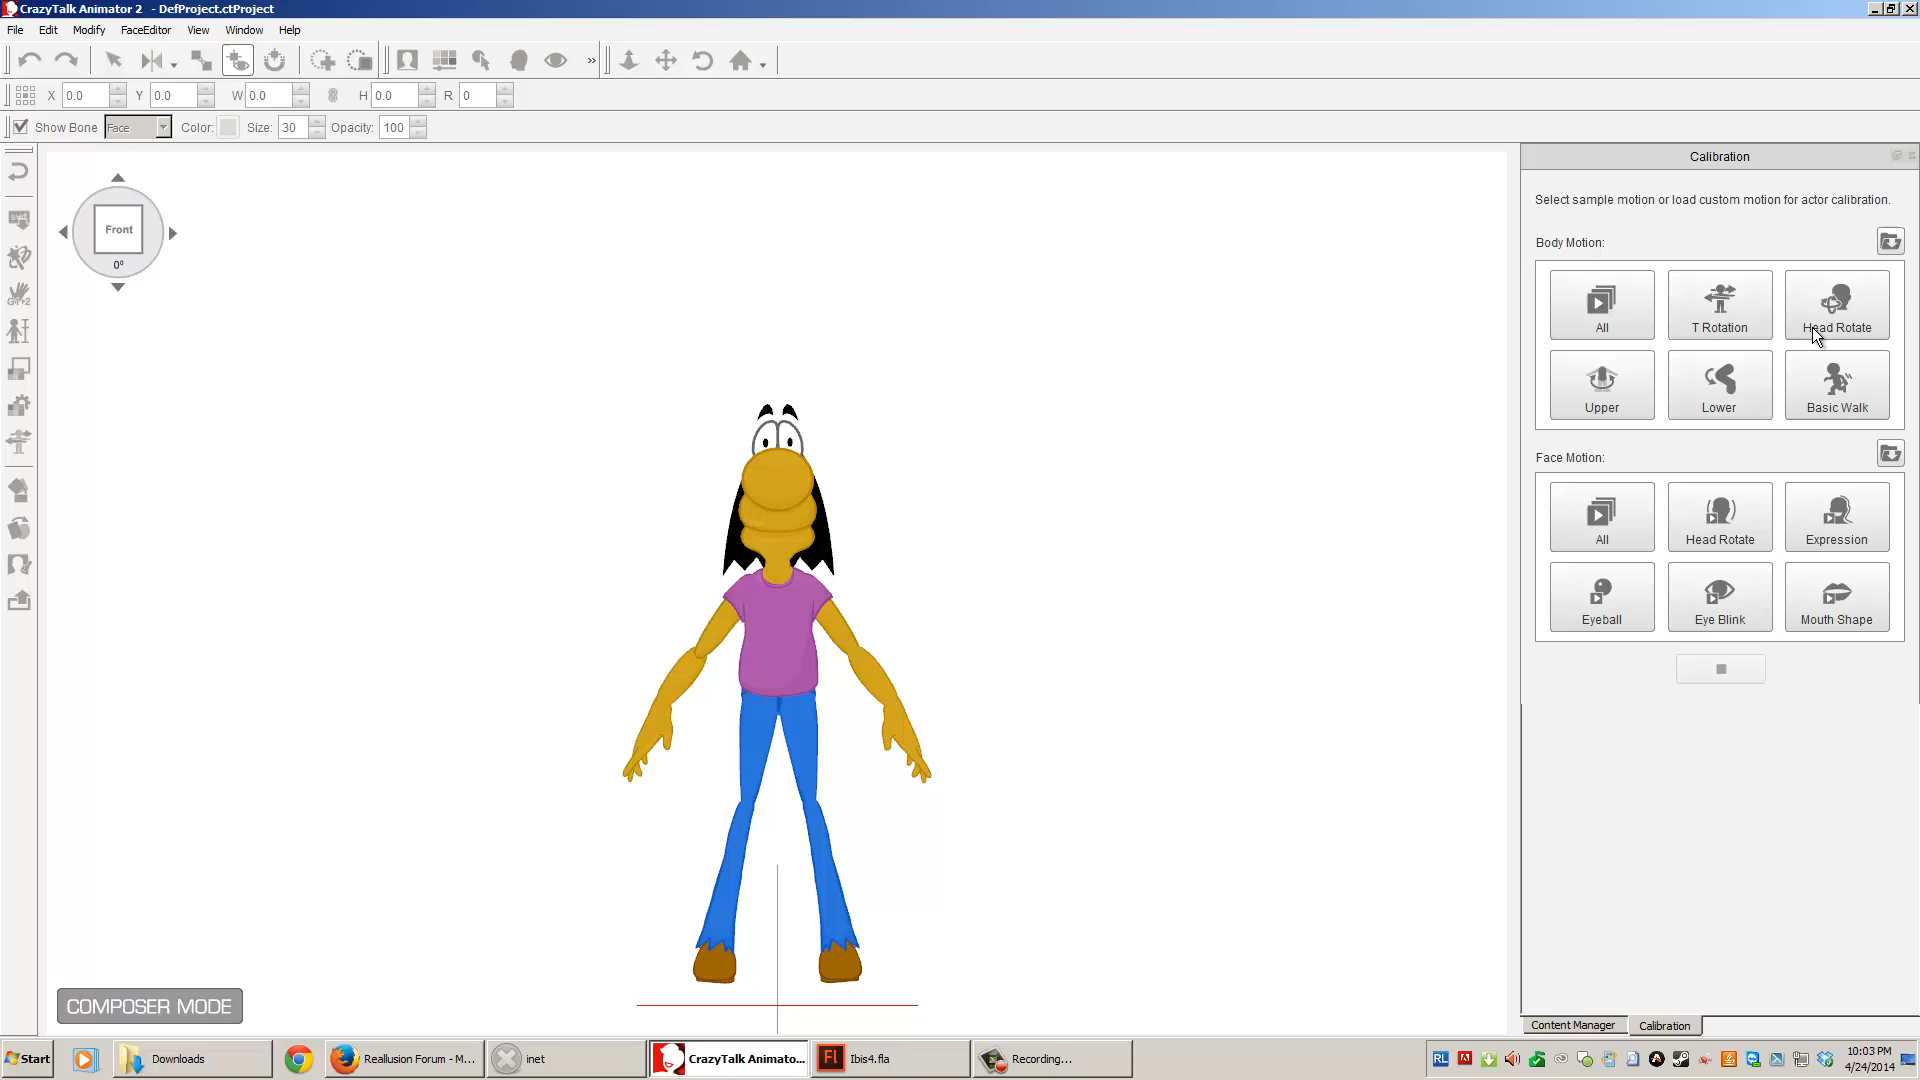 CrazyTalk Animator 2 - DefProject.ctProject
File Edit Modify FaceEditor View Window Help
X 0.0 Y 0.0 W 0.0 H 0.0 R 0
Show Bone Face Color: Size: 30 Opacity: 100
Calibration
Select sample motion or load custom motion for actor calibration.
Front
0°
Body Motion:
All T Rotation Head Rotate
Upper Lower Basic Walk
Face Motion:
All Head Rotate Expression
Eyeball Eye Blink Mouth Shape
COMPOSER MODE
Content Manager Calibration
Start Downloads Reallusion Forum - M... inet CrazyTalk Animato... Fl Ibis4.fla Recording... RL 10:03 PM
4/24/2014